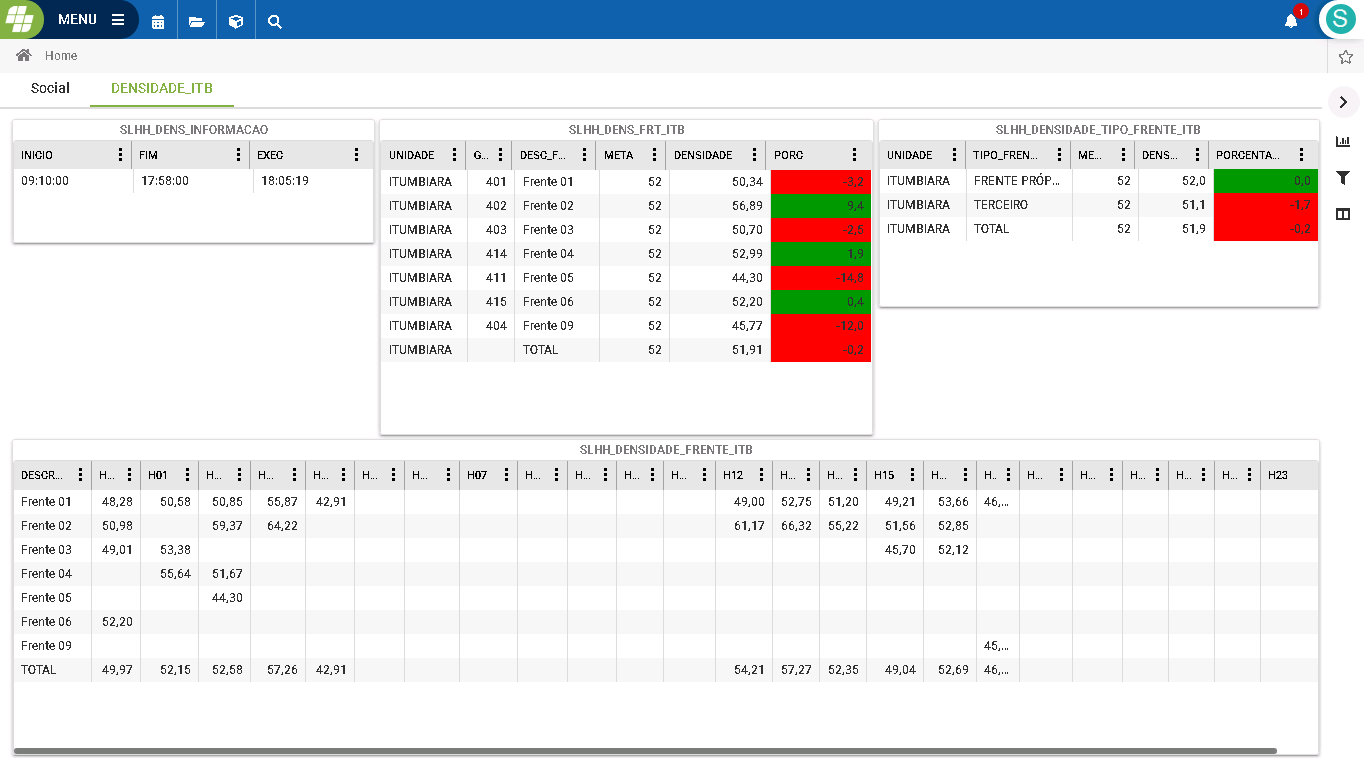 MENU
1
S
Home
Social DENSIDADE_ITB
SLHH_DENS_INFORMACAO
INICIO FIM EXEC
09:10:00 17:58:00 18:05:19
SLHH_DENS_FRT_ITB
UNIDADE G... DESC_F... META DENSIDADE PORC
ITUMBIARA 401 Frente 01 52 50,34 -3,2
ITUMBIARA 402 Frente 02 52 56,89 9,4
ITUMBIARA 403 Frente 03 52 50,70 -2,5
ITUMBIARA 414 Frente 04 52 52,99 1,9
ITUMBIARA 411 Frente 05 52 44,30 -14,8
ITUMBIARA 415 Frente 06 52 52,20 0,4
ITUMBIARA 404 Frente 09 52 45,77 -12,0
ITUMBIARA TOTAL 52 51,91 -0,2
SLHH_DENSIDADE_TIPO_FRENTE_ITB
UNIDADE TIPO_FREN... ME... DENS... PORCENTA...
ITUMBIARA FRENTE PRÓP... 52 52,0 0,0
ITUMBIARA TERCEIRO 52 51,1 -1,7
ITUMBIARA TOTAL 52 51,9 -0,2
SLHH_DENSIDADE_FRENTE_ITB
DESCR... H... H01 H... H... H... H... H... H07 H... H... H... H... H12 H... H... H15 H... H... H... H... H... H... H... H23
Frente 01 48,28 50,58 50,85 55,87 42,91 49,00 52,75 51,20 49,21 53,66 46,...
Frente 02 50,98 59,37 64,22 61,17 66,32 55,22 51,56 52,85
Frente 03 49,01 53,38 45,70 52,12
Frente 04 55,64 51,67
Frente 05 44,30
Frente 06 52,20
Frente 09 45,...
TOTAL 49,97 52,15 52,58 57,26 42,91 54,21 57,27 52,35 49,04 52,69 46,...